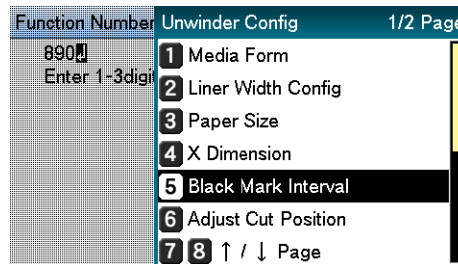 Function Number
890
Enter 1-3digi
Unwinder Config 1/2 Page
1 Media Form
2 Liner Width Config
3 Paper Size
4 X Dimension
5 Black Mark Interval
6 Adjust Cut Position
7 8 ↑ / ↓ Page